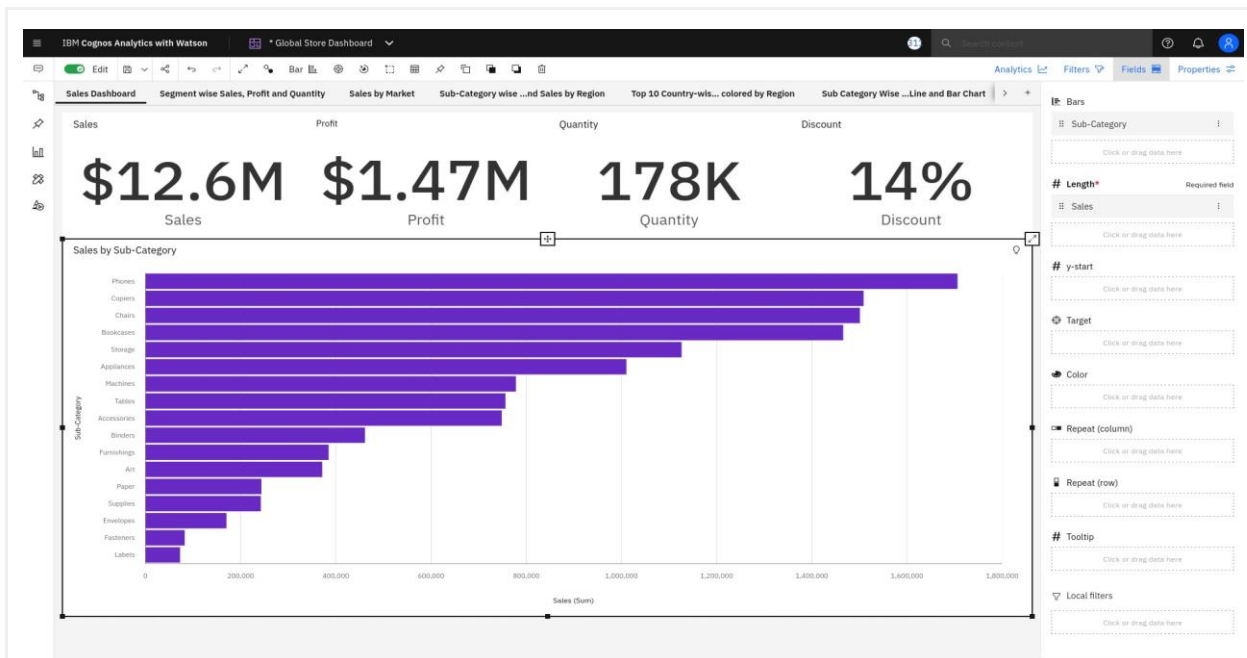 IBM Cognos Analytics with Watson
* Global Store Dashboard
Search content
Edit
Bar
Analytics
Filters
Fields
Properties
Sales Dashboard
Segment wise Sales, Profit and Quantity
Sales by Market
Sub-Category wise ...nd Sales by Region
Top 10 Country-wis... colored by Region
Sub Category Wise ...Line and Bar Chart
Sales
Profit
Quantity
Discount
$12.6M
$1.47M
178K
14%
Sales
Profit
Quantity
Discount
Sales by Sub-Category
Sub-Category
Phones
Copiers
Chairs
Bookcases
Storage
Appliances
Machines
Tables
Accessories
Binders
Furnishings
Art
Paper
Supplies
Envelopes
Fasteners
Labels
0
200,000
400,000
600,000
800,000
1,000,000
1,200,000
1,400,000
1,600,000
1,800,000
Sales (Sum)
Bars
Sub-Category
Click or drag data here
# Length*
Required field
Sales
Click or drag data here
# y-start
Click or drag data here
Target
Click or drag data here
Color
Click or drag data here
Repeat (column)
Click or drag data here
Repeat (row)
Click or drag data here
# Tooltip
Click or drag data here
Local filters
Click or drag data here